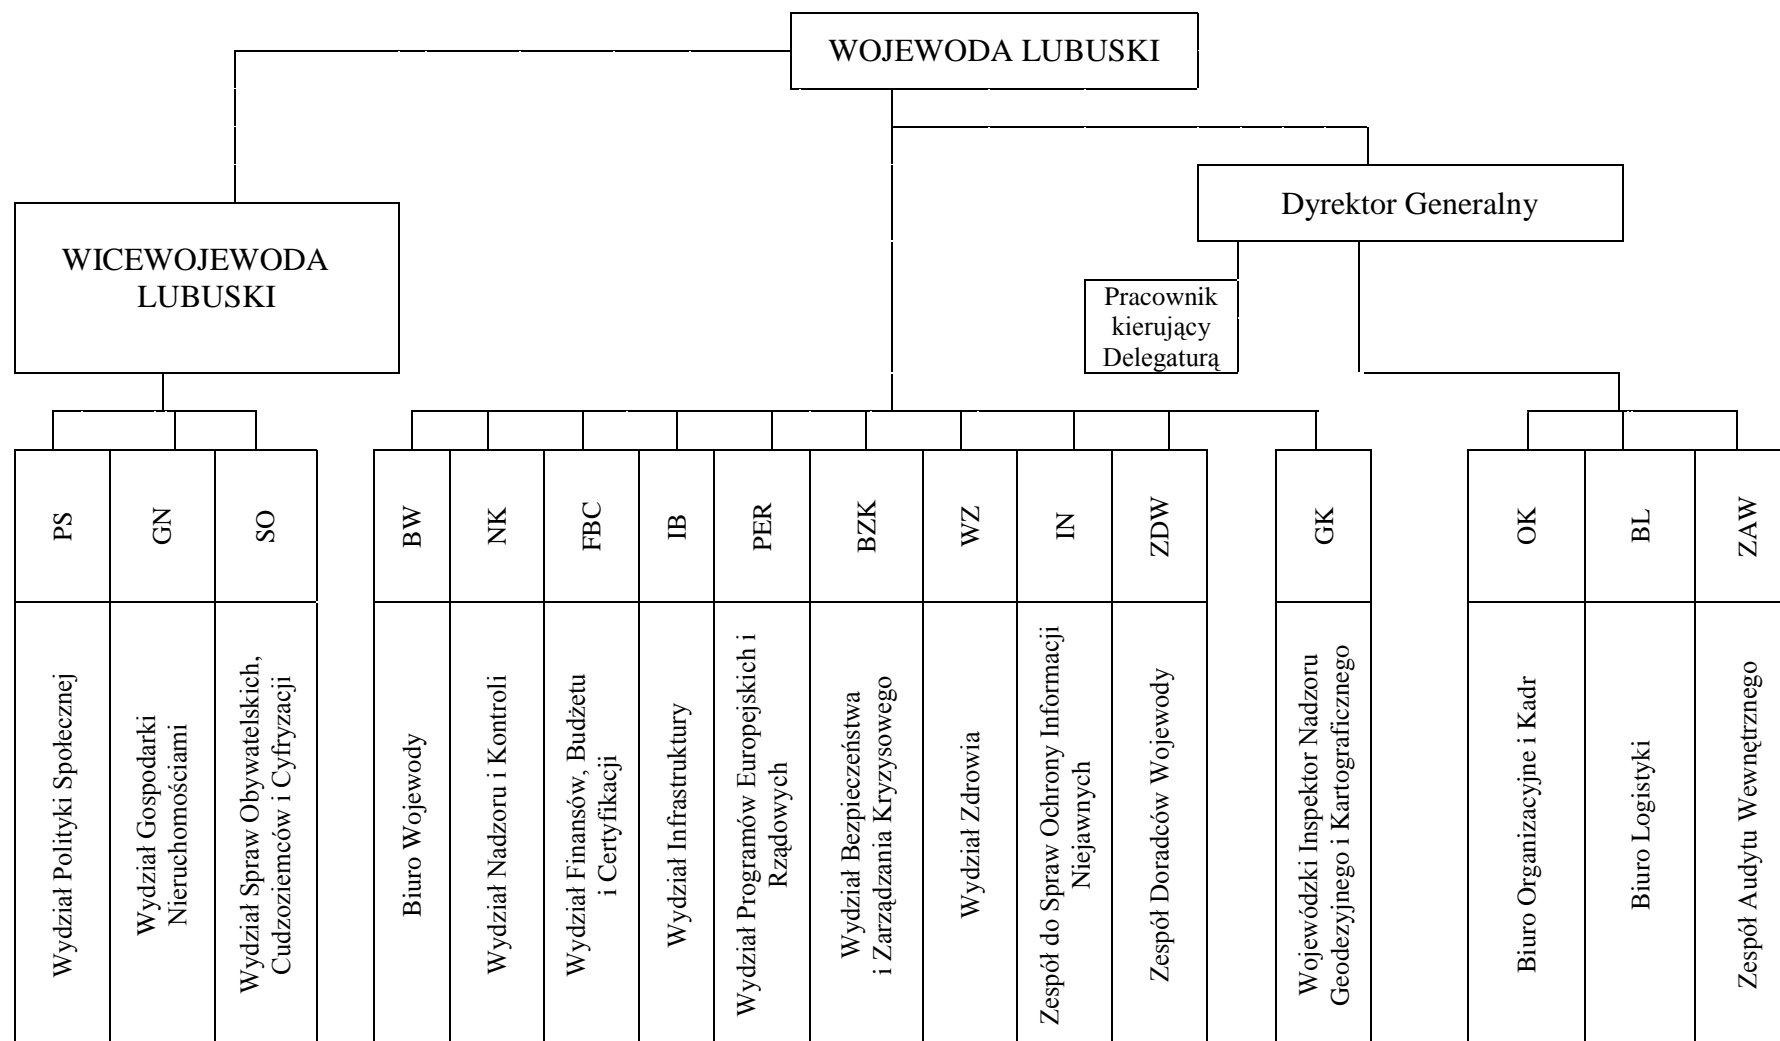 WOJEWODA LUBUSKI
Dyrektor Generalny
WICEWOJEWODA
LUBUSKI
Pracownik
kierujący
Delegaturą
PS
GN
SO
BW
NK
FBC
IB
PER
BZK
WZ
IN
ZDW
GK
OK
BL
ZAW
Wydział Polityki Społecznej
Wydział Gospodarki
Nieruchomościami
Wydział Spraw Obywatelskich,
Cudzoziemców i Cyfryzacji
Biuro Wojewody
Wydział Nadzoru i Kontroli
Wydział Finansów, Budżetu
i Certyfikacji
Wydział Infrastruktury
Wydział Programów Europejskich i
Rządowych
Wydział Bezpieczeństwa
i Zarządzania Kryzysowego
Wydział Zdrowia
Zespół do Spraw Ochrony Informacji
Niejawnych
Zespół Doradców Wojewody
Wojewódzki Inspektor Nadzoru
Geodezyjnego i Kartograficznego
Biuro Organizacyjne i Kadr
Biuro Logistyki
Zespół Audytu Wewnętrznego